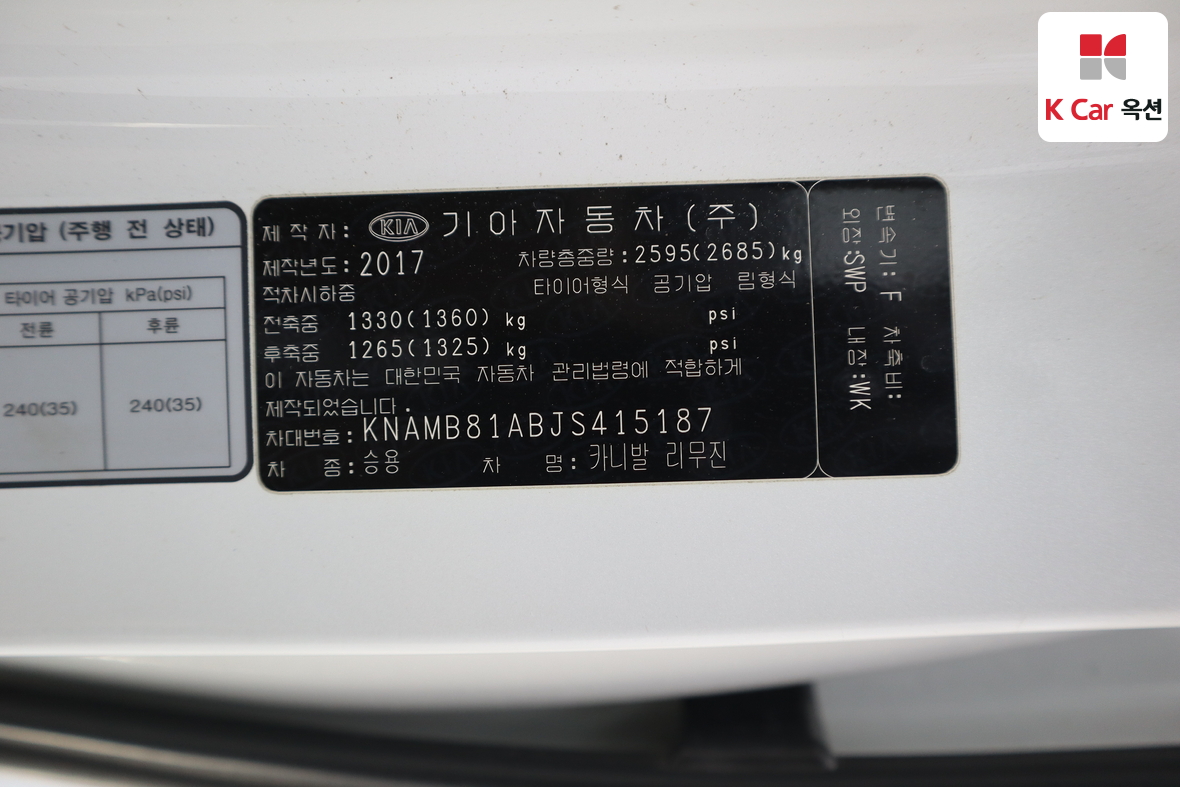 K Car 옥션
공기압 (주행 전 상태)
타이어 공기압 kPa(psi)
전륜 후륜
240(35) 240(35)
제 작 자: KIA 기아자동차(주)
제작년도: 2017 차량총중량:2595(2685)kg
적차시하중 타이어형식 공기압 림형식
전축중 1330(1360) kg psi
후축중 1265(1325) kg psi
이 자동차는 대한민국 자동차 관리법령에 적합하게
제작되었습니다.
차대번호:KNAMB81ABJS415187
차 종:승용 차 명:카니발 리무진
변속기: F 차축비:
외장:SWP 내장:WK